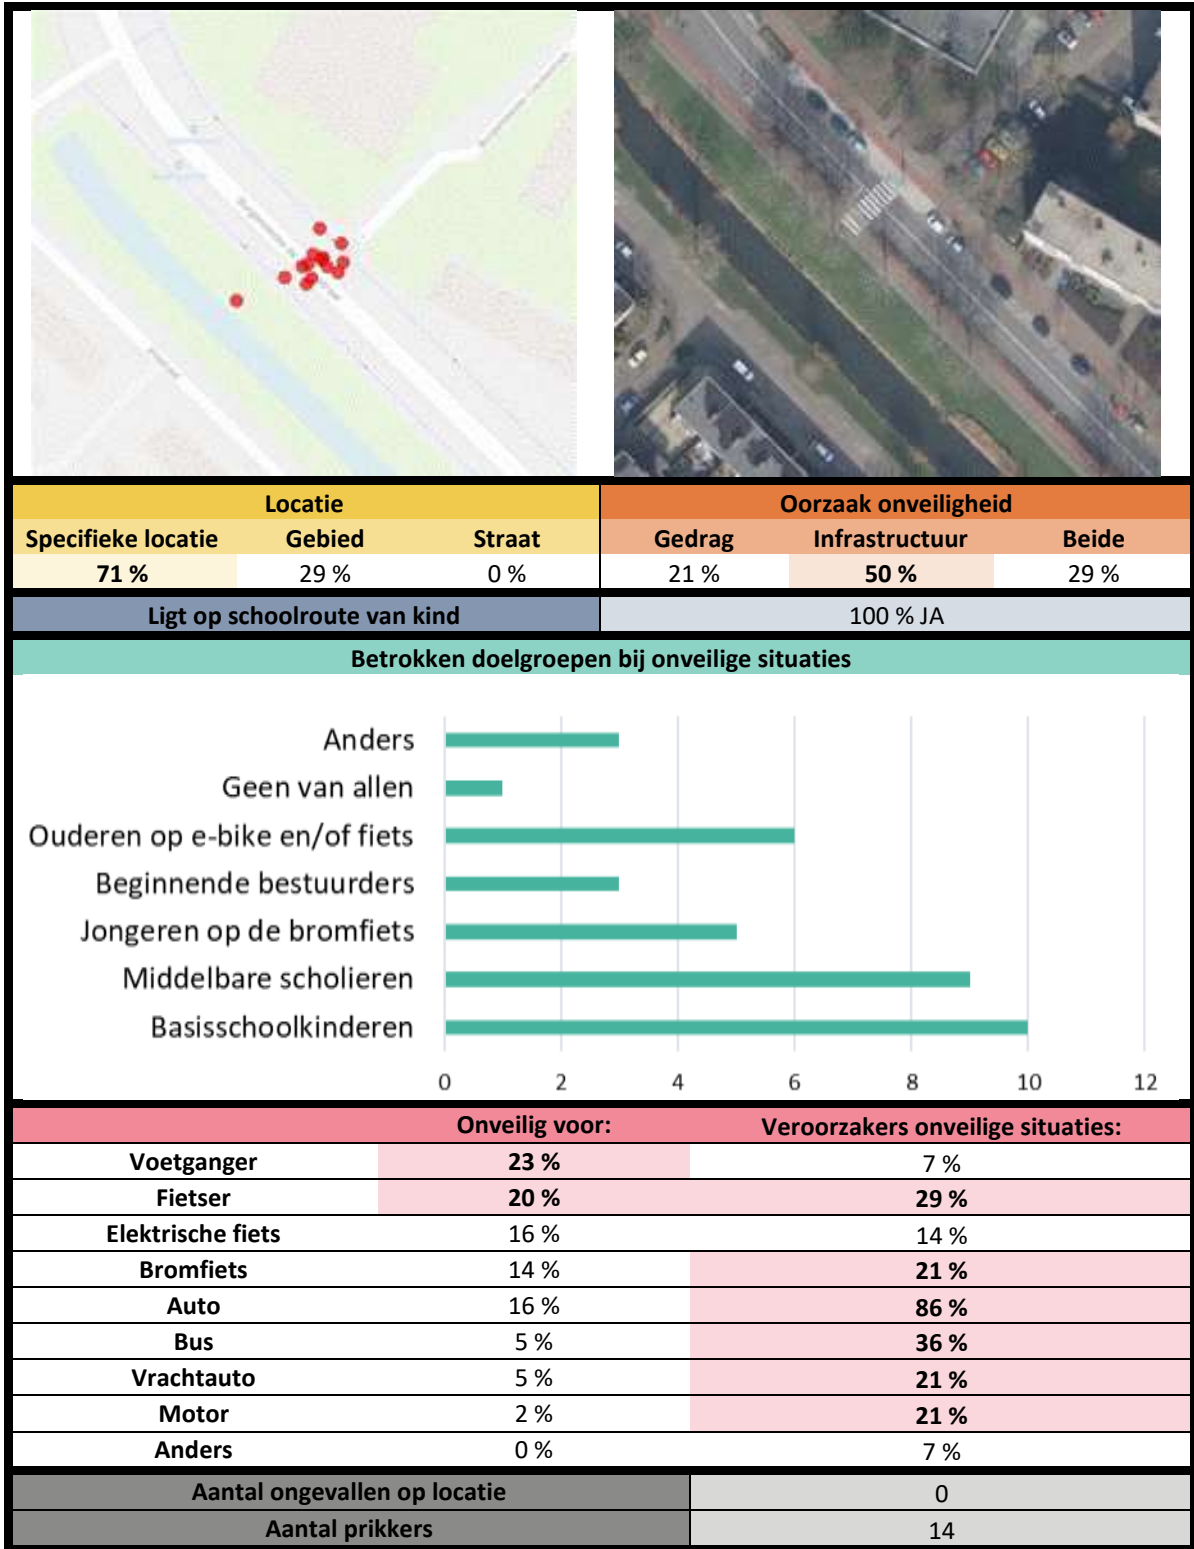 Locatie Oorzaak onveiligheid
Specifieke locatie Gebied Straat Gedrag Infrastructuur Beide
71 % 29 % 0 % 21 % 50 % 29 %
Ligt op schoolroute van kind 100 % JA
Betrokken doelgroepen bij onveilige situaties
Anders
Geen van allen
Ouderen op e-bike en/of fiets
Beginnende bestuurders
Jongeren op de bromfiets
Middelbare scholieren
Basisschoolkinderen
0 2 4 6 8 10 12
Onveilig voor: Veroorzakers onveilige situaties:
Voetganger 23 % 7 %
Fietser 20 % 29 %
Elektrische fiets 16 % 14 %
Bromfiets 14 % 21 %
Auto 16 % 86 %
Bus 5 % 36 %
Vrachtauto 5 % 21 %
Motor 2 % 21 %
Anders 0 % 7 %
Aantal ongevallen op locatie 0
Aantal prikkers 14